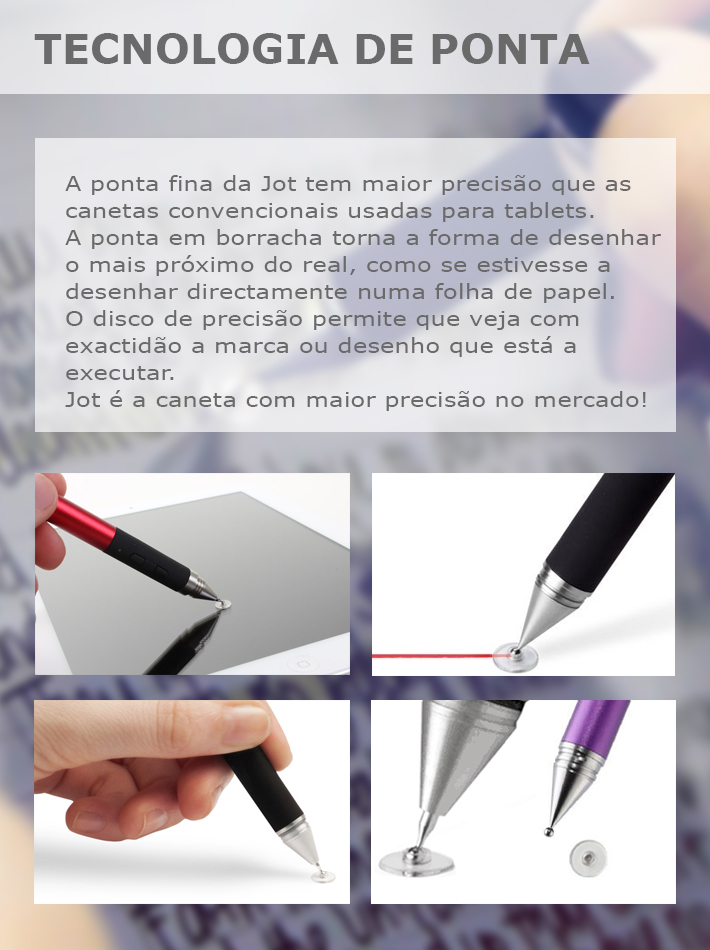 TECNOLOGIA DE PONTA
A ponta fina da Jot tem maior precisão que as
canetas convencionais usadas para tablets.
A ponta em borracha torna a forma de desenhar
o mais próximo do real, como se estivesse a
desenhar directamente numa folha de papel.
O disco de precisão permite que veja com
exactidão a marca ou desenho que está a
executar.
Jot é a caneta com maior precisão no mercado!